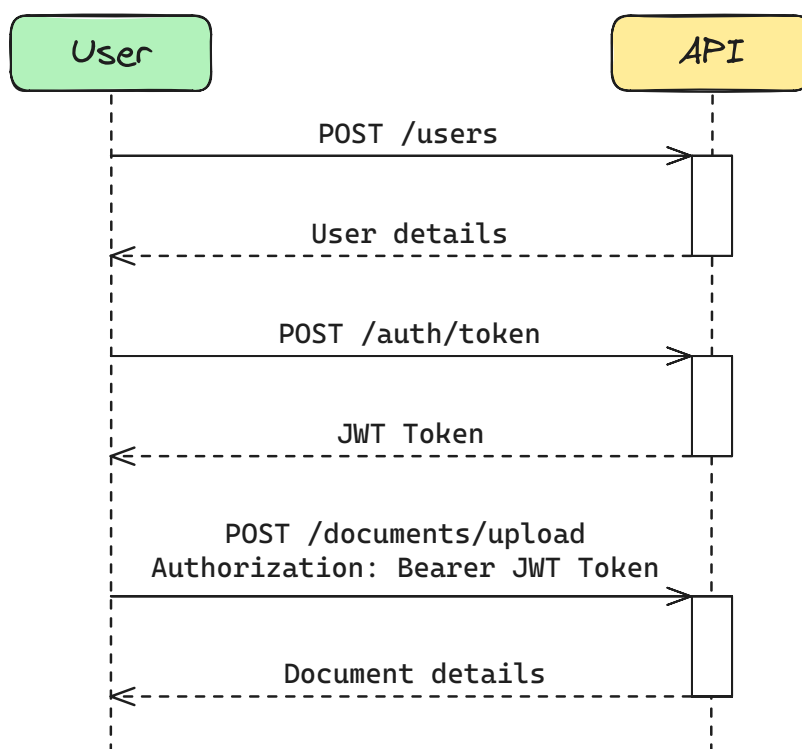 User
API
POST /users
User details
POST /auth/token
JWT Token
POST /documents/upload
Authorization: Bearer JWT Token
Document details